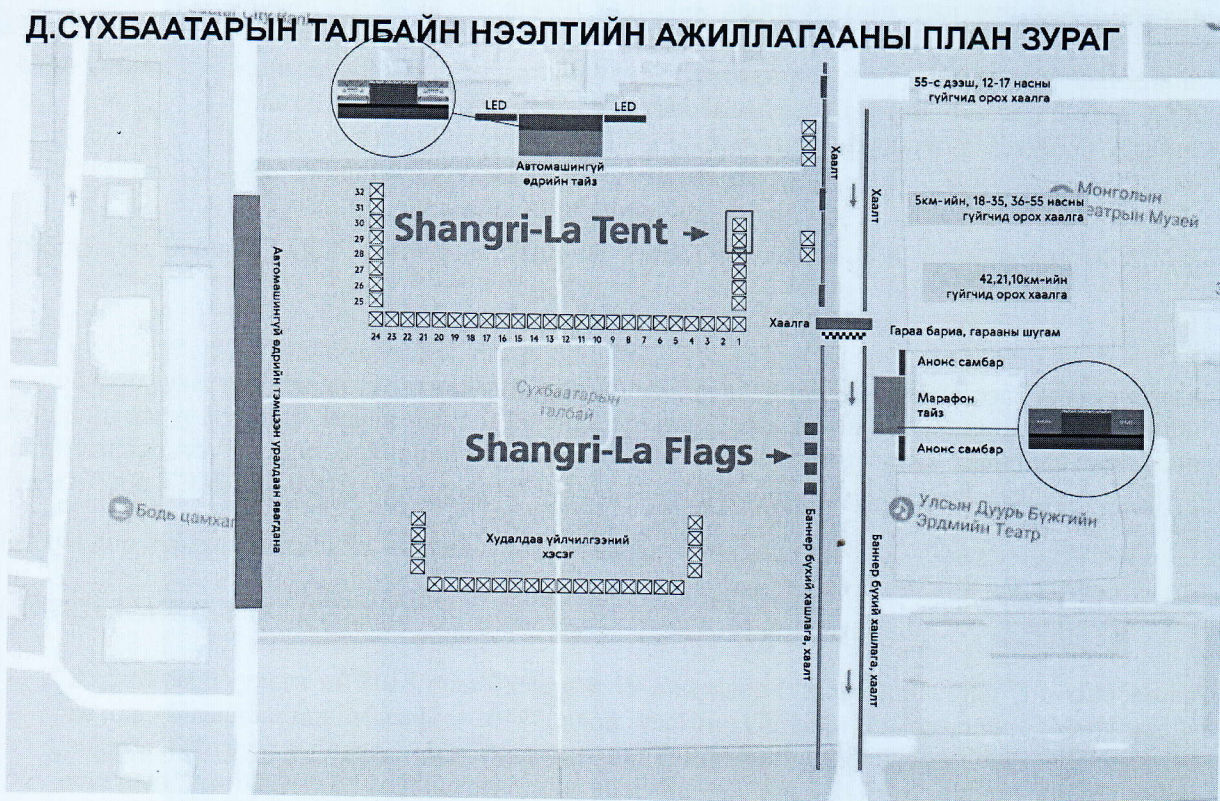 Д.СҮХБААТАРЫН ТАЛБАЙН НЭЭЛТИЙН АЖИЛЛАГААНЫ ПЛАН ЗУРАГ
55-с дээш, 12-17 насны
гүйгчид орох хаалга
LED
LED
Автомашингүй
өдрийн тайз
Хаалт
Хаалт
Монголын
Театрын Музей
5км-ийн, 18-35, 36-55 насны
гүйгчид орох хаалга
32
31
30
29
28
27
26
25
Shangri-La Tent
42,21,10км-ийн
гүйгчид орох хаалга
Автомашингүй өдрийн тэмцээн уралдаан явагдана
Хаалга
Гараа бариа, гарааны шугам
24 23 22 21 20 19 18 17 16 15 14 13 12 11 10 9 8 7 6 5 4 3 2 1
Анонс самбар
Марафон
тайз
Анонс самбар
Сүхбаатарын
талбай
Shangri-La Flags
Бодь цамхаг
Худалдаа үйлчилгээний
хэсэг
Улсын Дуурь Бүжгийн
Эрдмийн Театр
Баннер бүхий хашлага, хаалт
Баннер бүхий хашлага, хаалт